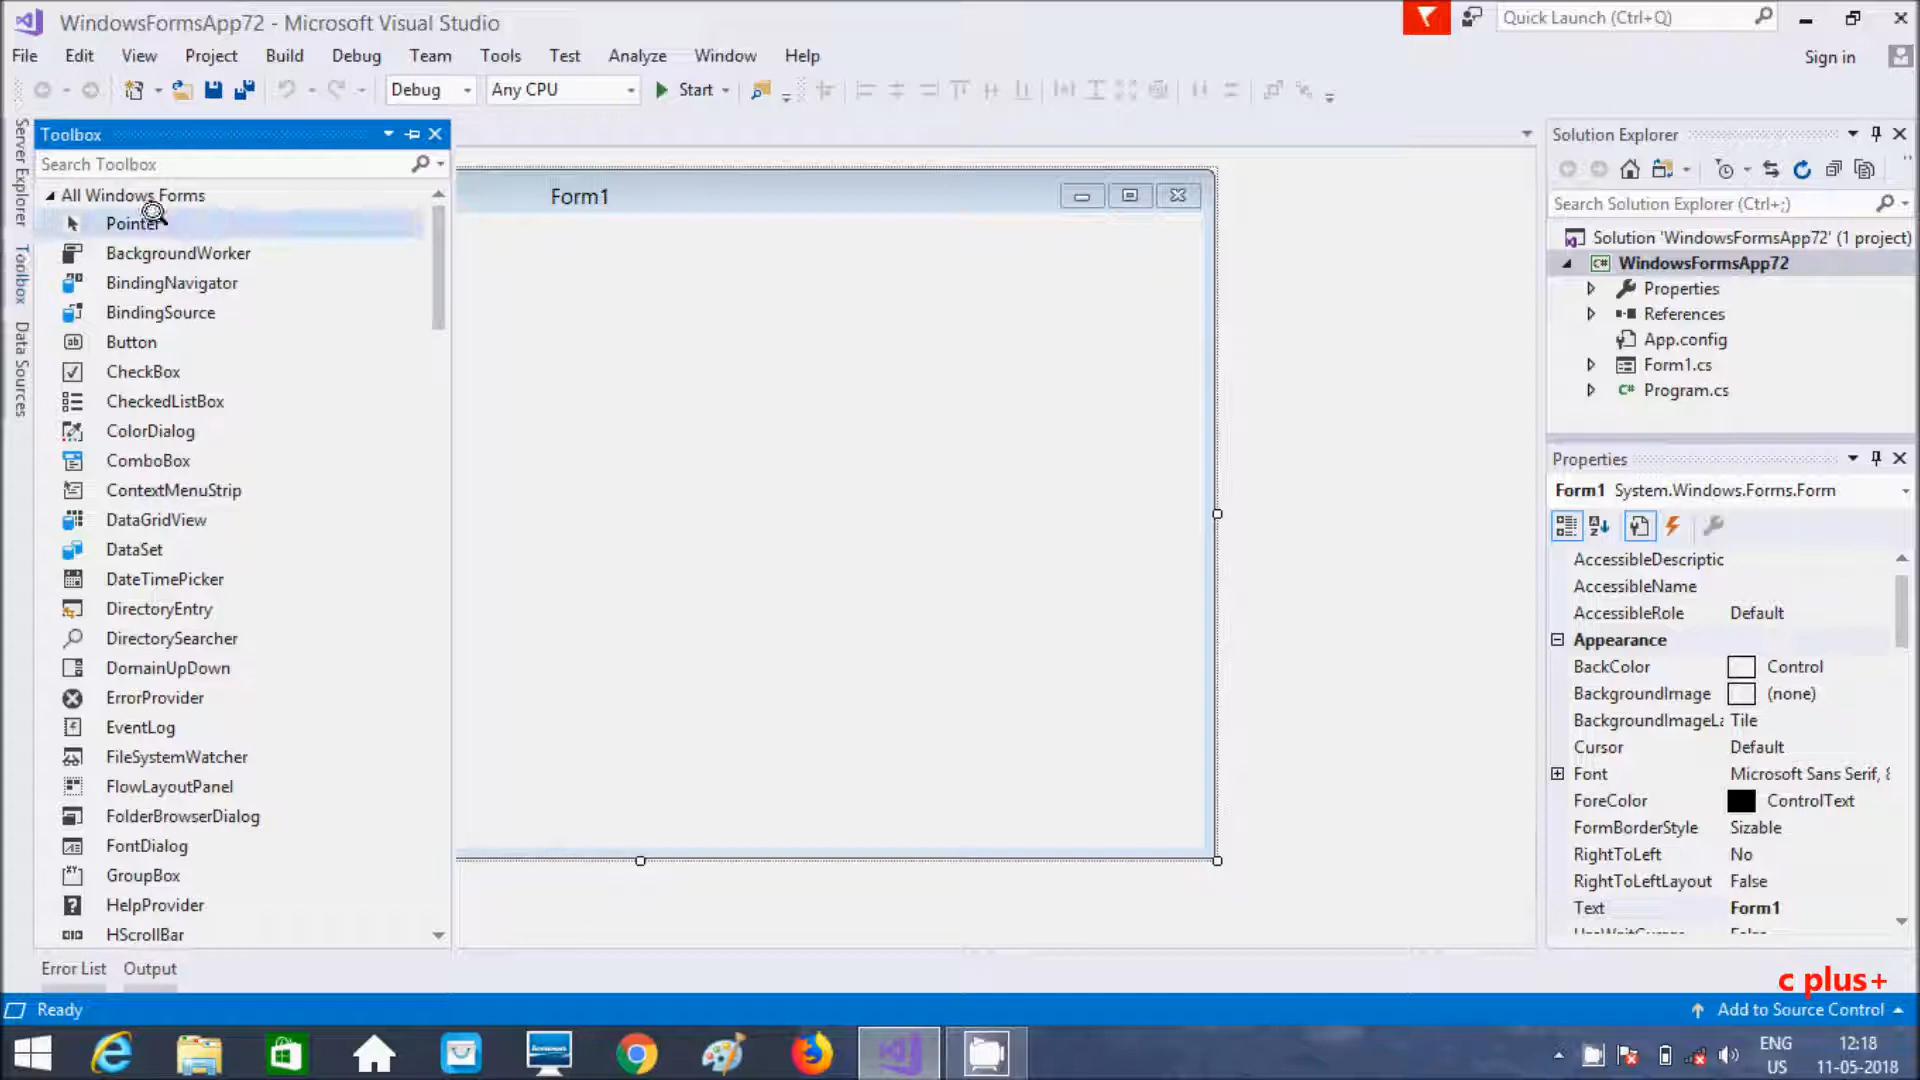 WindowsFormsApp72 - Microsoft Visual Studio
Quick Launch (Ctrl+Q)
File Edit View Project Build Debug Team Tools Test Analyze Window Help
Sign in
Debug Any CPU Start
Server Explorer
Toolbox
Data Sources
Toolbox
Search Toolbox
All Windows Forms
Pointer
BackgroundWorker
BindingNavigator
BindingSource
Button
CheckBox
CheckedListBox
ColorDialog
ComboBox
ContextMenuStrip
DataGridView
DataSet
DateTimePicker
DirectoryEntry
DirectorySearcher
DomainUpDown
ErrorProvider
EventLog
FileSystemWatcher
FlowLayoutPanel
FolderBrowserDialog
FontDialog
GroupBox
HelpProvider
HScrollBar
Form1
Solution Explorer
Search Solution Explorer (Ctrl+;)
Solution 'WindowsFormsApp72' (1 project)
WindowsFormsApp72
Properties
References
App.config
Form1.cs
Program.cs
Properties
Form1 System.Windows.Forms.Form
AccessibleDescriptic
AccessibleName
AccessibleRole Default
Appearance
BackColor Control
BackgroundImage (none)
BackgroundImageLa Tile
Cursor Default
Font Microsoft Sans Serif, 8
ForeColor ControlText
FormBorderStyle Sizable
RightToLeft No
RightToLeftLayout False
Text Form1
Error List Output
c plus+
Ready
Add to Source Control
ENG
US
12:18
11-05-2018